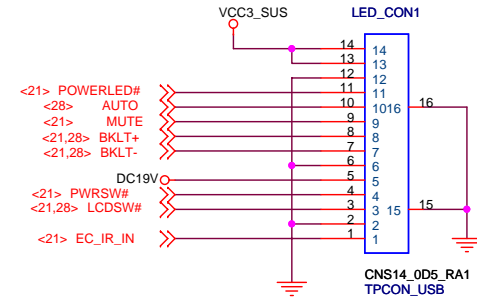 VCC3_SUS LED_CON1
14 14
13 13
12 12
<21> POWERLED# 11 11
<28> AUTO 10 10 16 16
<21> MUTE 9 9
<21,28> BKLT+ 8 8
<21,28> BKLT- 7 7
6 6
DC19V 5 5
<21> PWRSW# 4 4
<21,28> LCDSW# 3 3 15 15
2 2
<21> EC_IR_IN 1 1
CNS14_0D5_RA1
TPCON_USB